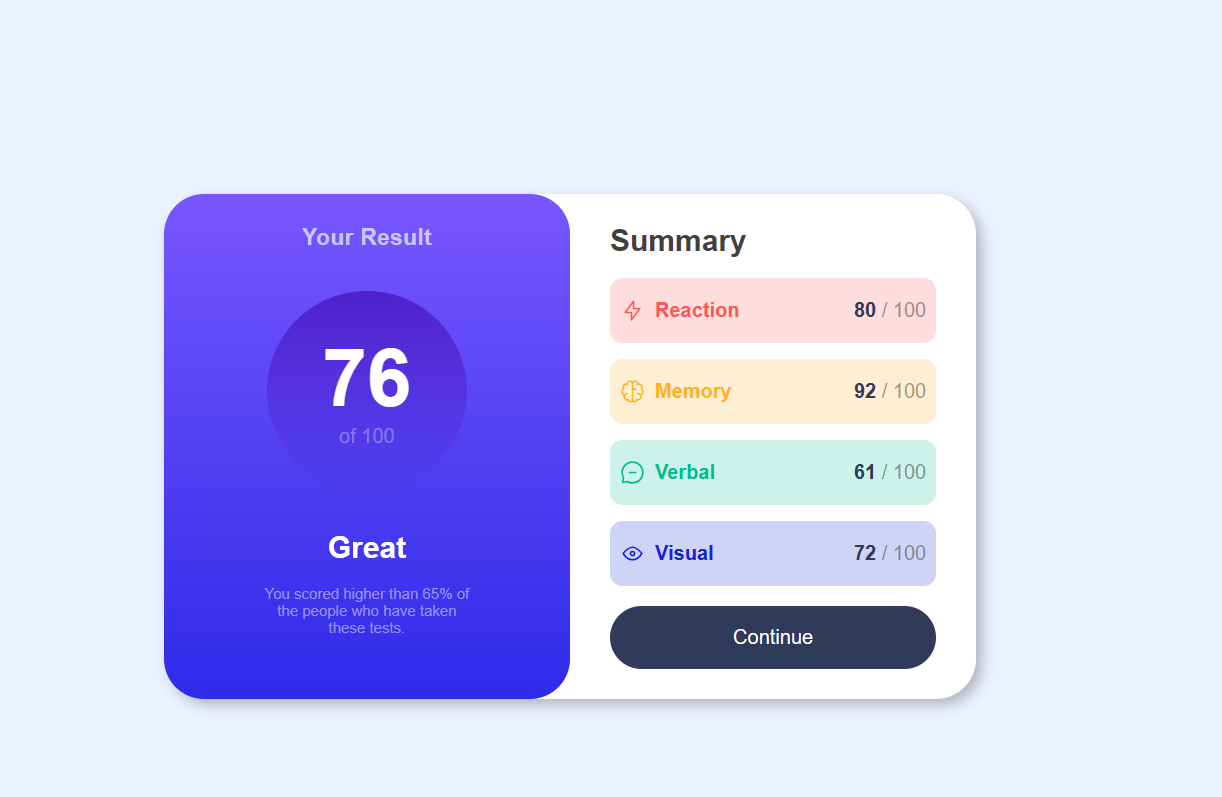 Your Result
76
of 100
Great
You scored higher than 65% of
the people who have taken
these tests.
Summary
Reaction 80 / 100
Memory 92 / 100
Verbal 61 / 100
Visual 72 / 100
Continue